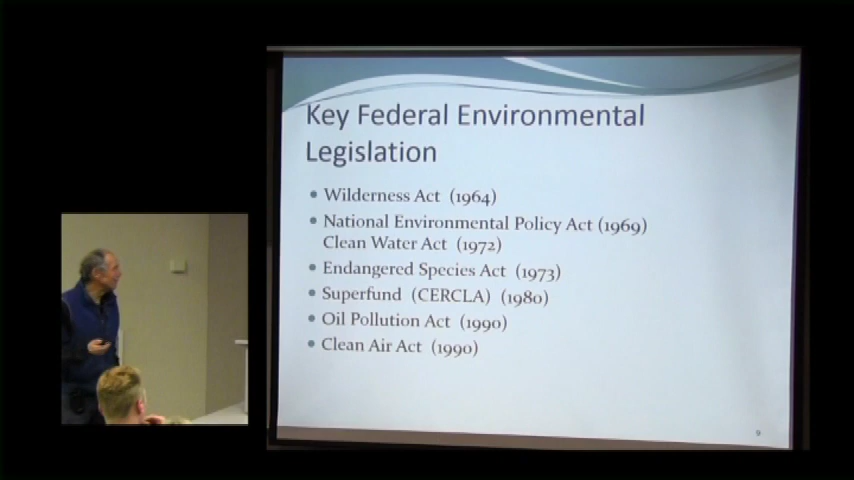 Key Federal Environmental
Legislation
• Wilderness Act (1964)
• National Environmental Policy Act (1969)
Clean Water Act (1972)
• Endangered Species Act (1973)
• Superfund (CERCLA) (1980)
• Oil Pollution Act (1990)
• Clean Air Act (1990)
9